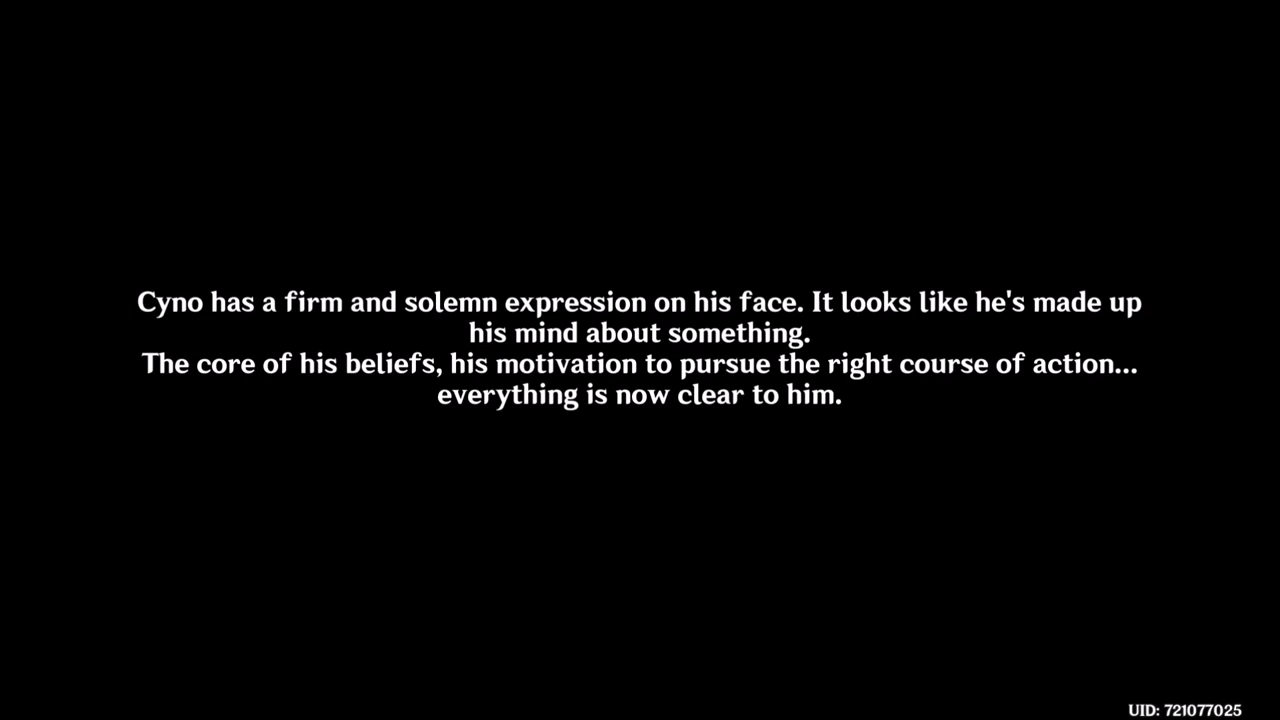 Cyno has a firm and solemn expression on his face. It looks like he's made up
his mind about something.
The core of his beliefs, his motivation to pursue the right course of action...
everything is now clear to him.
UID: 721077025